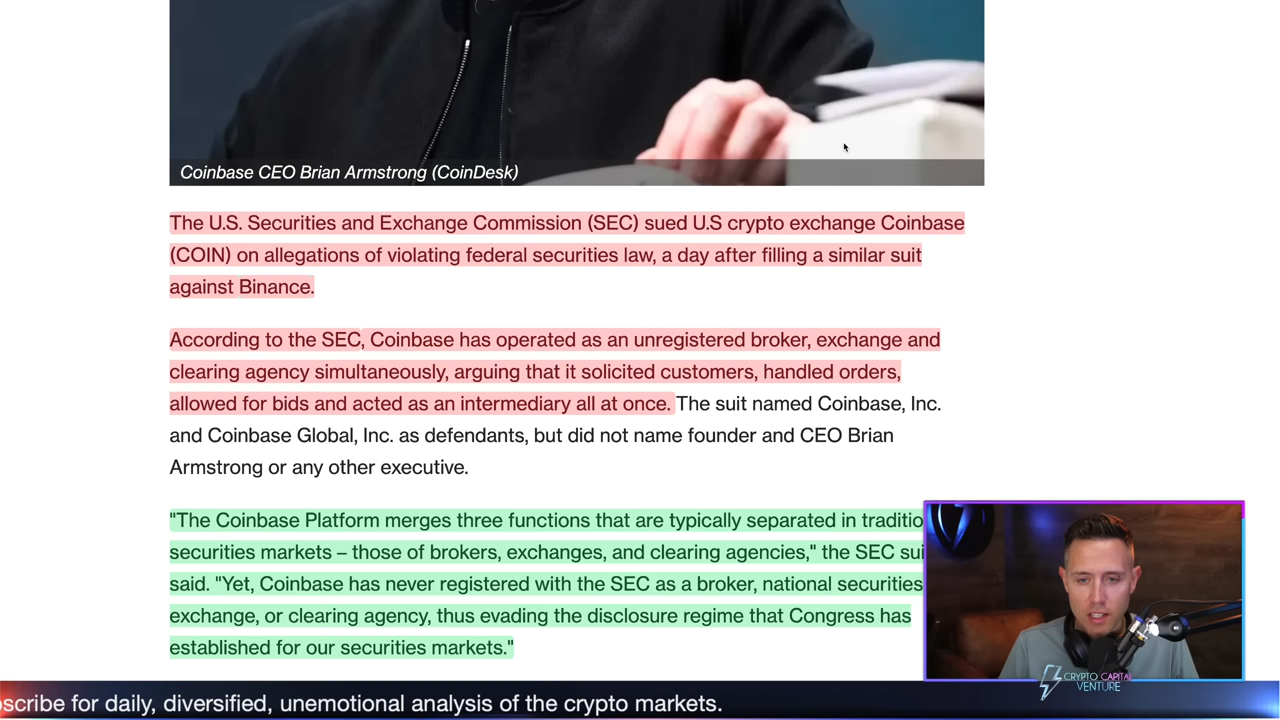 Coinbase CEO Brian Armstrong (CoinDesk)
The U.S. Securities and Exchange Commission (SEC) sued U.S crypto exchange Coinbase
(COIN) on allegations of violating federal securities law, a day after filling a similar suit
against Binance.
According to the SEC, Coinbase has operated as an unregistered broker, exchange and
clearing agency simultaneously, arguing that it solicited customers, handled orders,
allowed for bids and acted as an intermediary all at once. The suit named Coinbase, Inc.
and Coinbase Global, Inc. as defendants, but did not name founder and CEO Brian
Armstrong or any other executive.
"The Coinbase Platform merges three functions that are typically separated in
securities markets – those of brokers, exchanges, and clearing agencies," the SEC
said. "Yet, Coinbase has never registered with the SEC as a broker, national securities
exchange, or clearing agency, thus evading the disclosure regime that Congress has
established for our securities markets."
CRYPTO CAPITAL
VENTURE
for daily, diversified, unemotional analysis of the crypto markets.